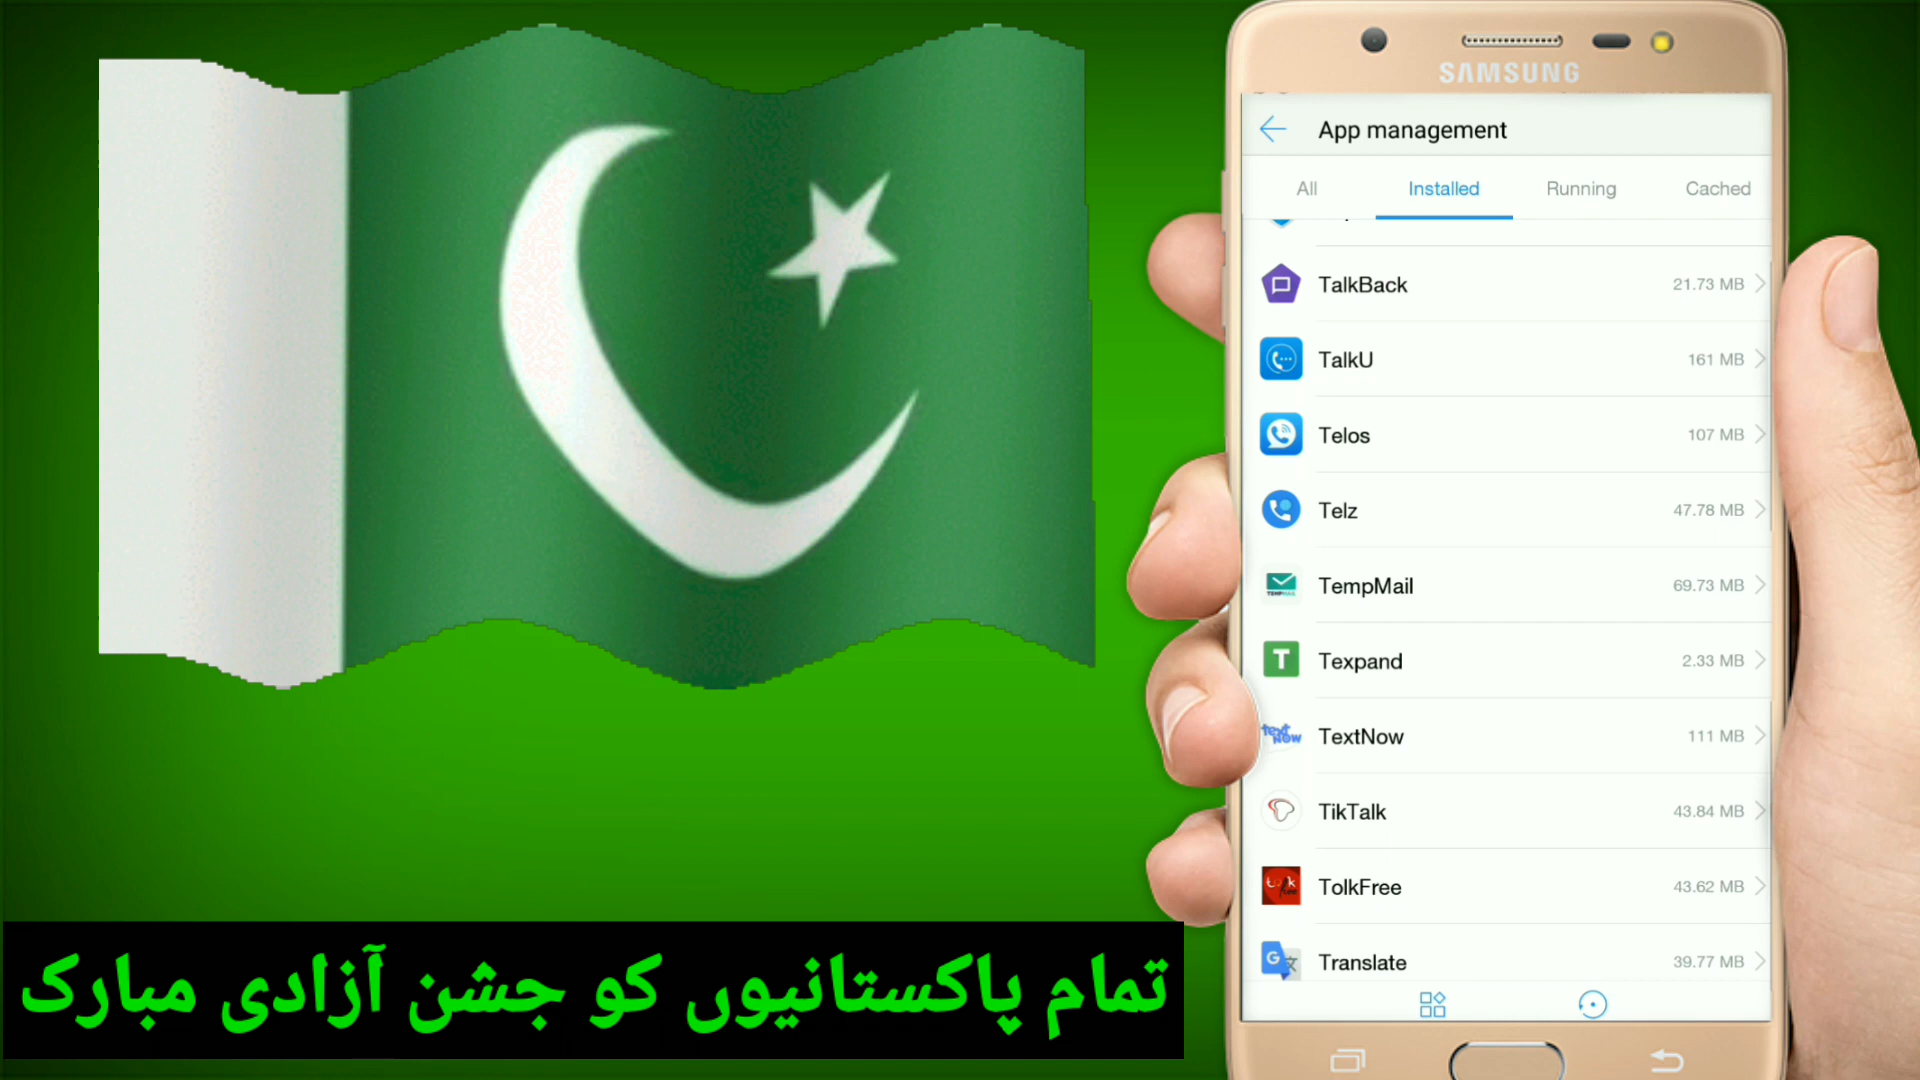 SAMSUNG
App management
All Installed Running Cached
TalkBack 21.73 MB
TalkU 161 MB
Telos 107 MB
Telz 47.78 MB
TempMail 69.73 MB
Texpand 2.33 MB
TextNow 111 MB
TikTalk 43.84 MB
TolkFree 43.62 MB
Translate 39.77 MB
تمام پاکستانیوں کو جشن آزادی مبارک